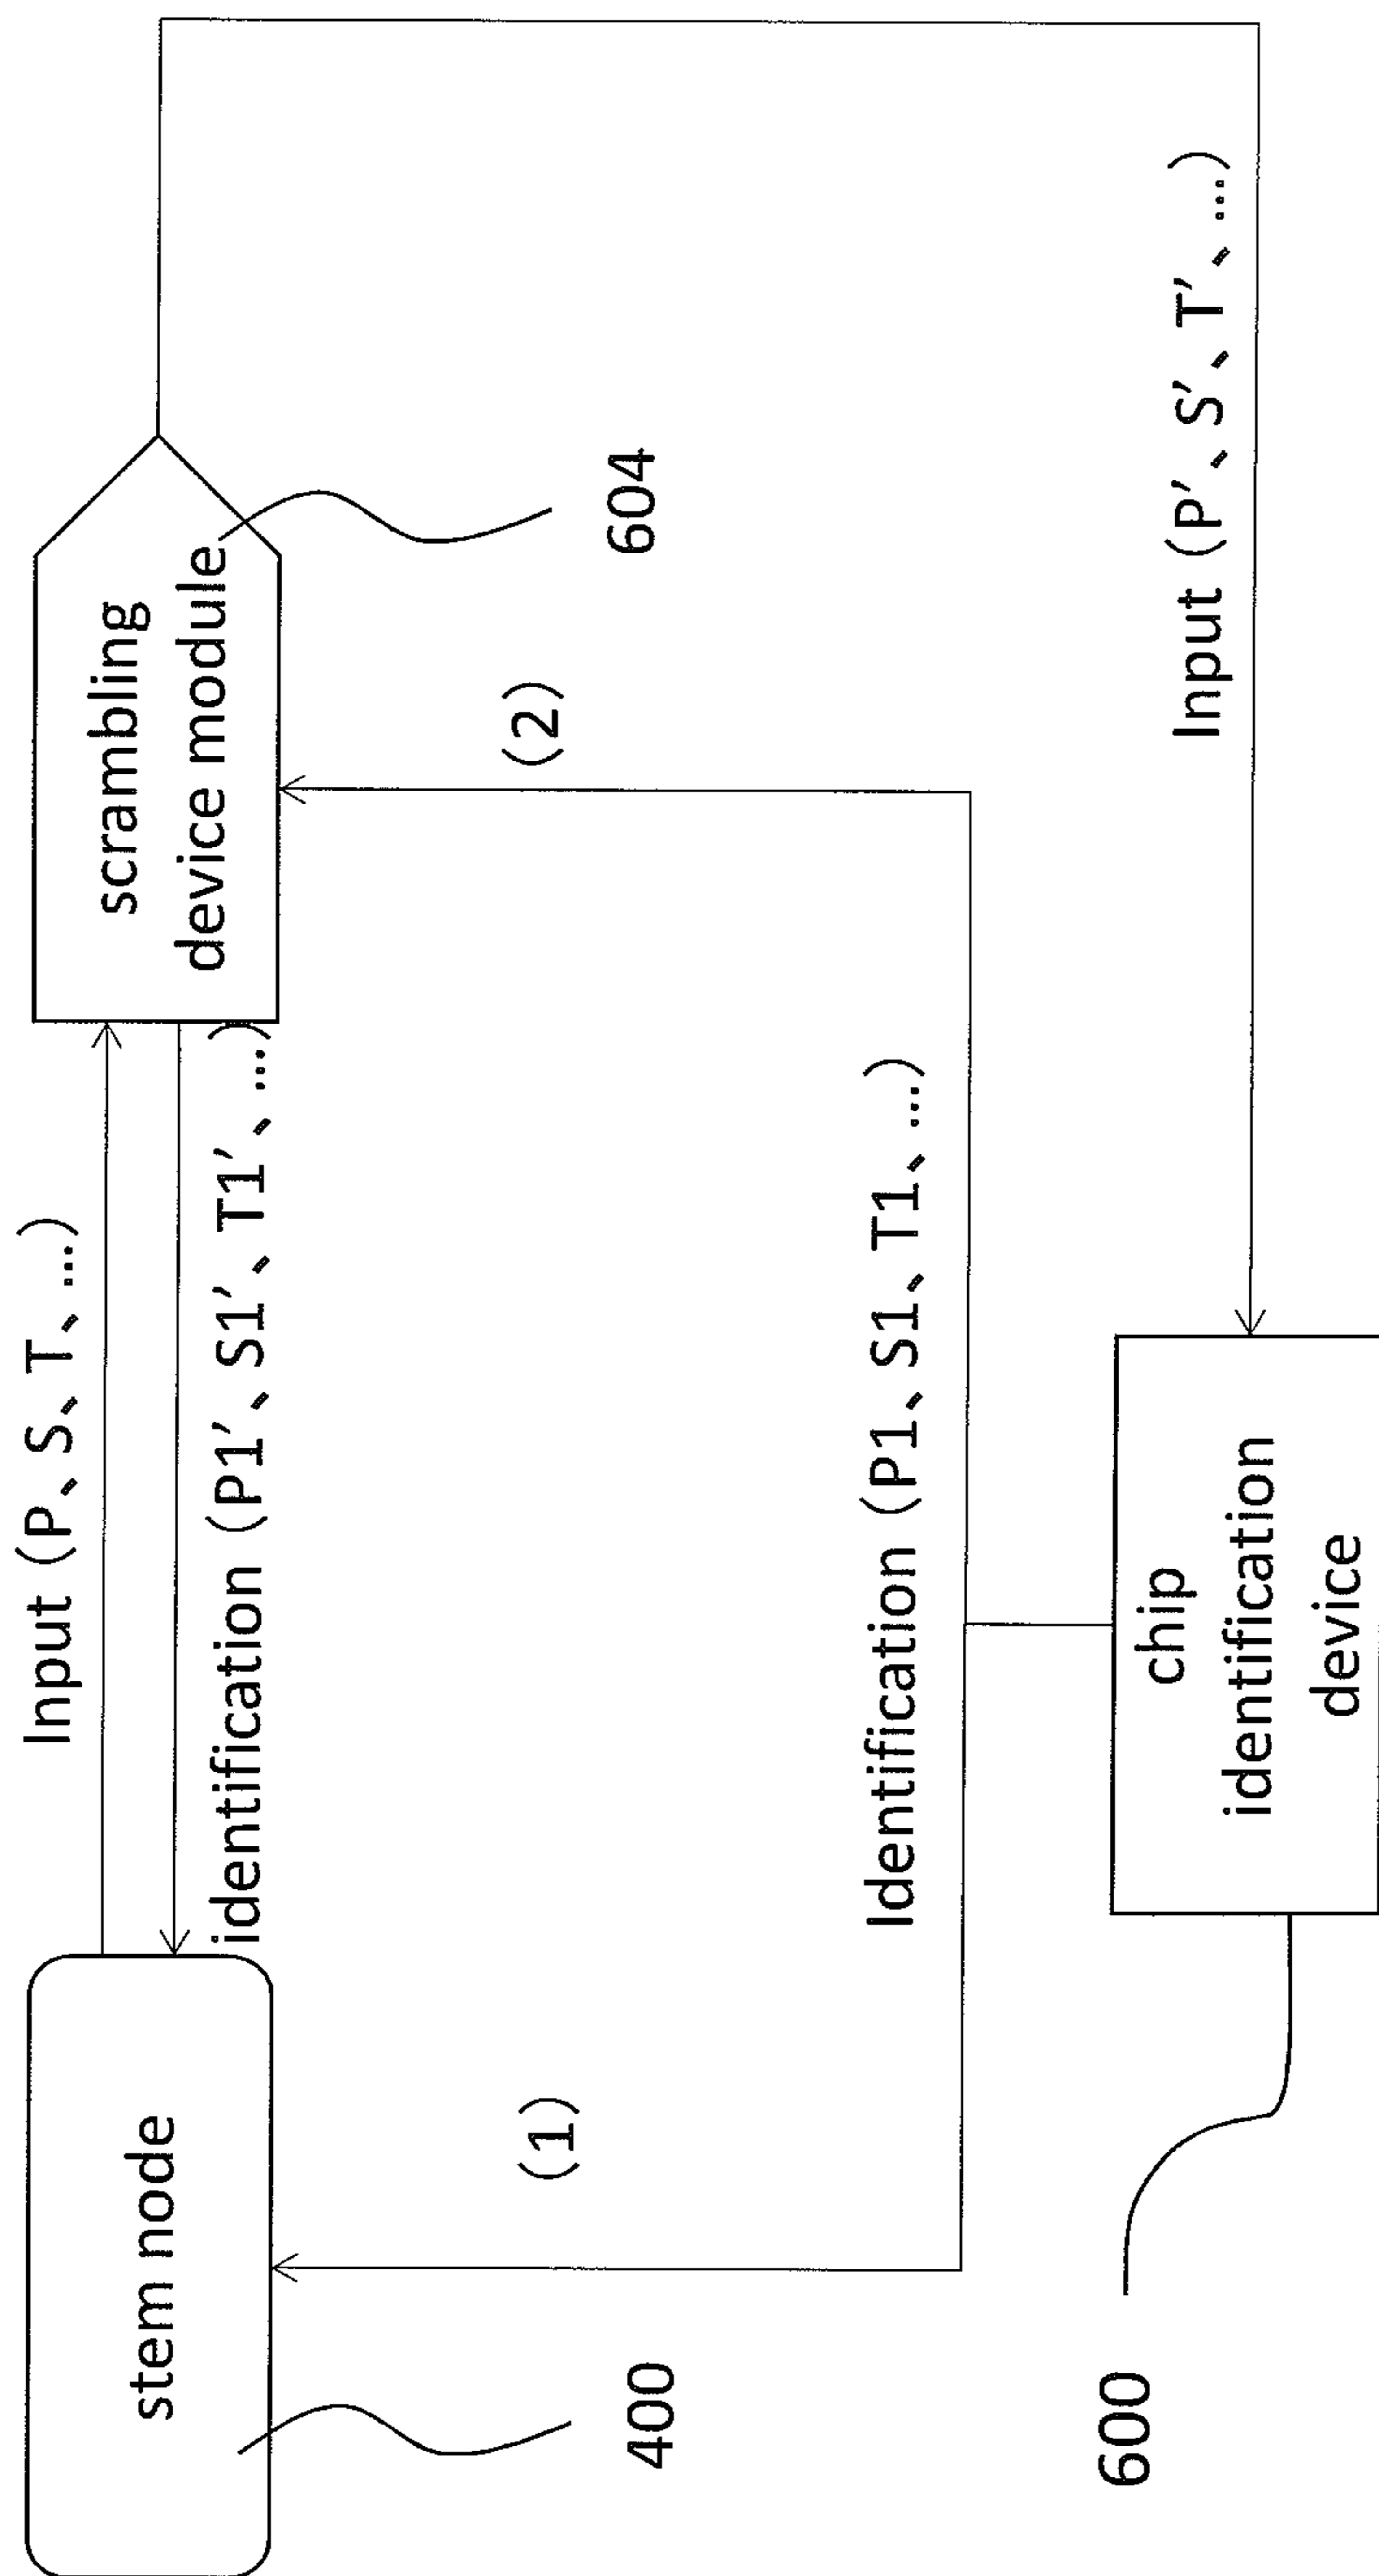 Input (P、S、T、…)
stem node
scrambling
device module
identification (P1′、S1′、T1′、…)
(1)
(2)
400
604
Identification (P1、S1、T1、…)
Input (P′、S′、T′、…)
chip
identification
device
600